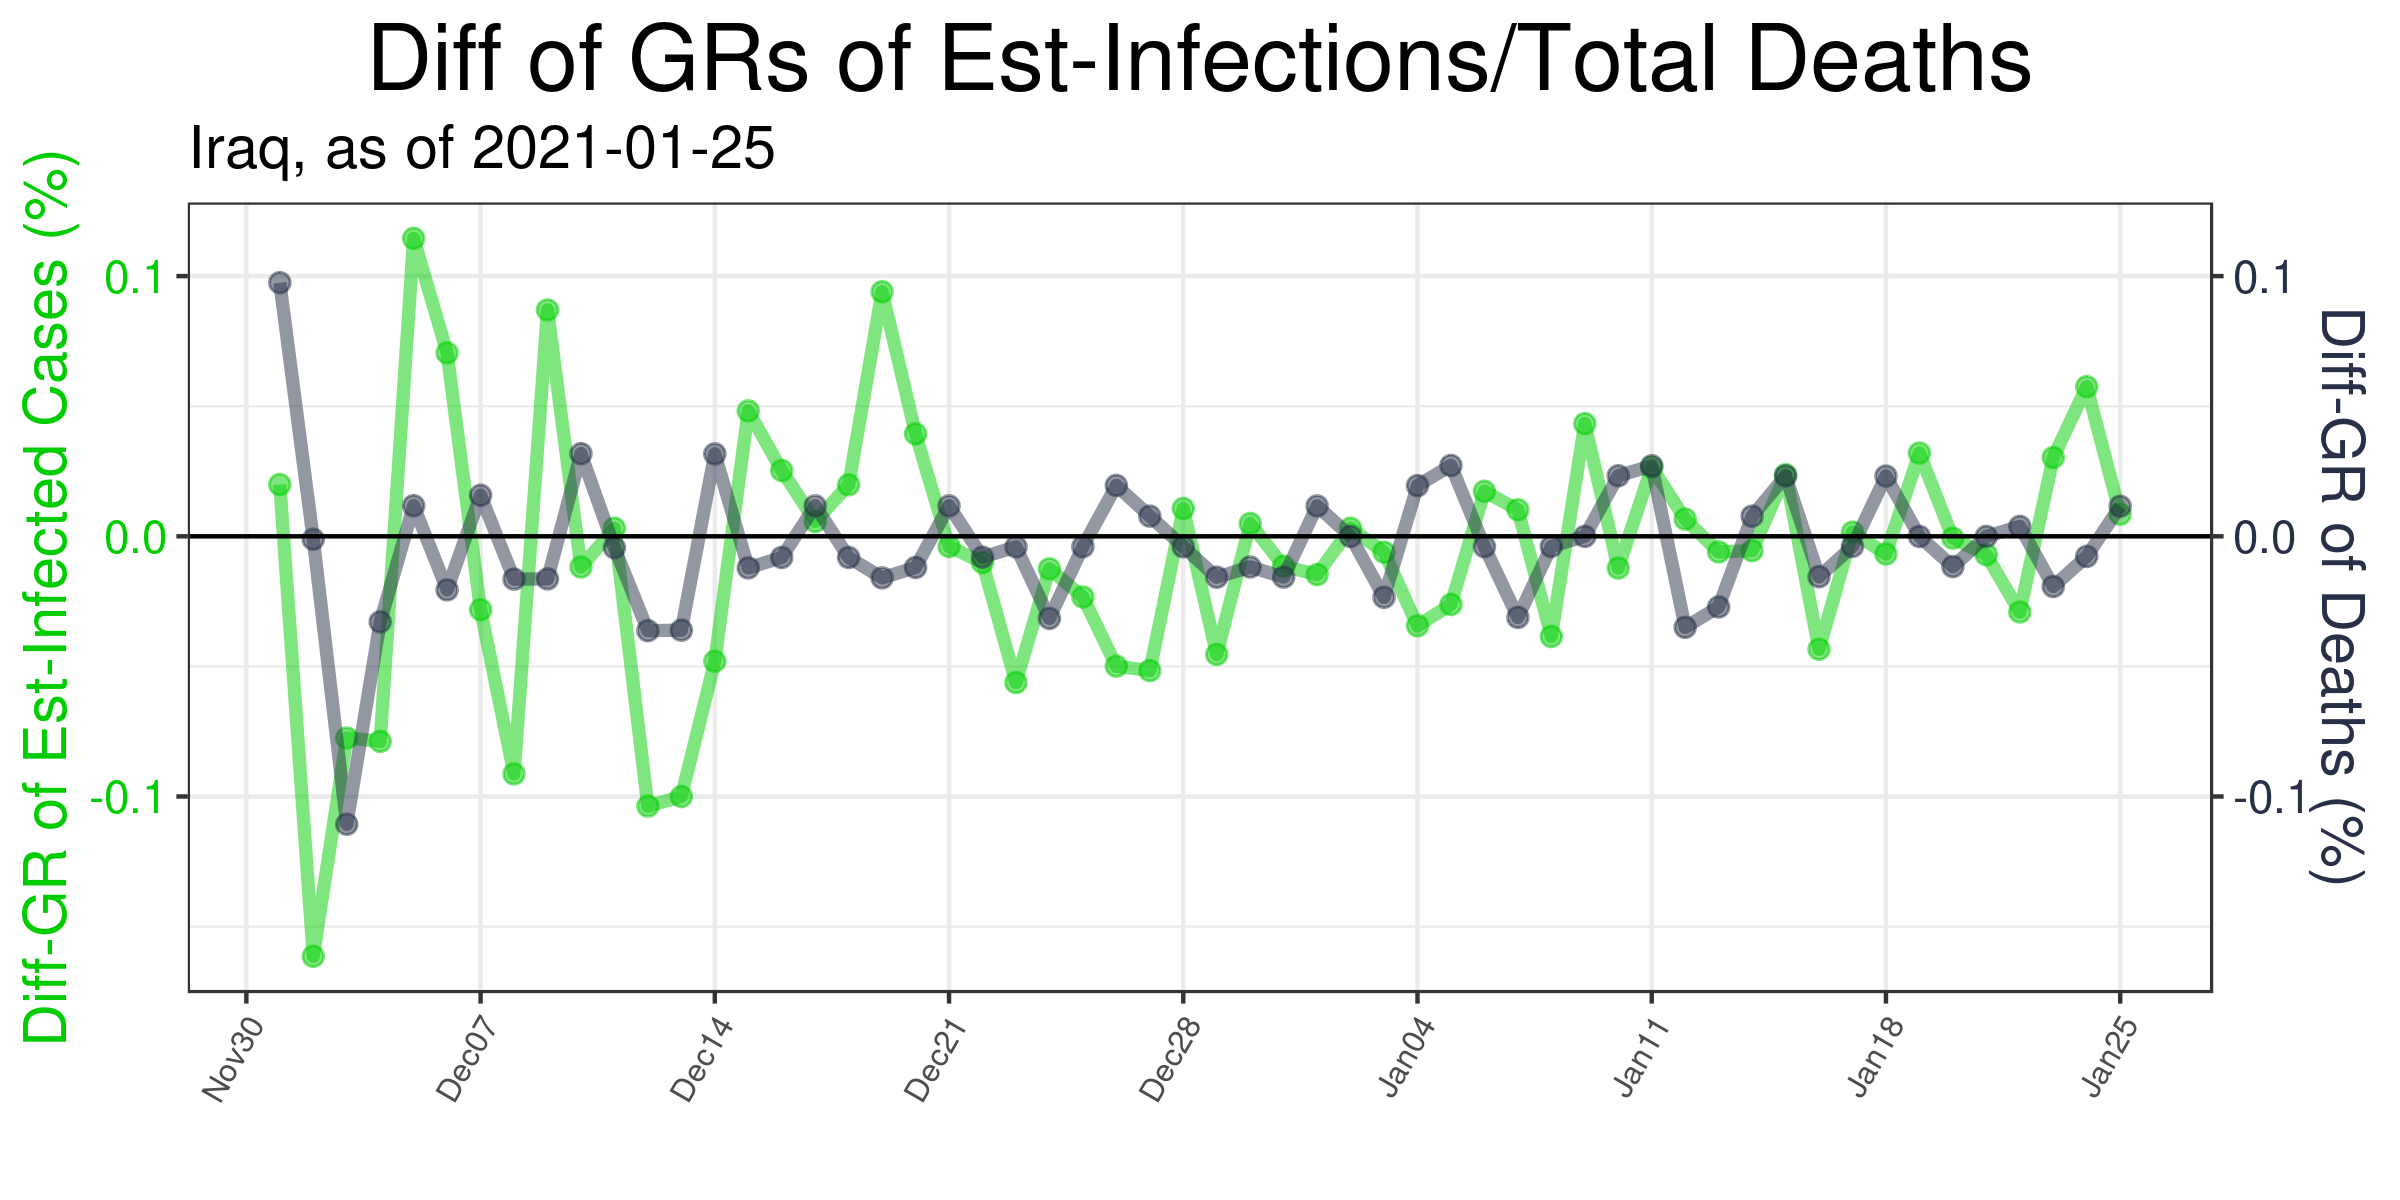 Diff of GRs of Est-Infections/Total Deaths
Iraq, as of 2021-01-25
Diff-GR of Est-Infected Cases (%)
0.1
0.0
-0.1
0.1
0.0
-0.1
Diff-GR of Deaths (%)
Nov30
Dec07
Dec14
Dec21
Dec28
Jan04
Jan11
Jan18
Jan25